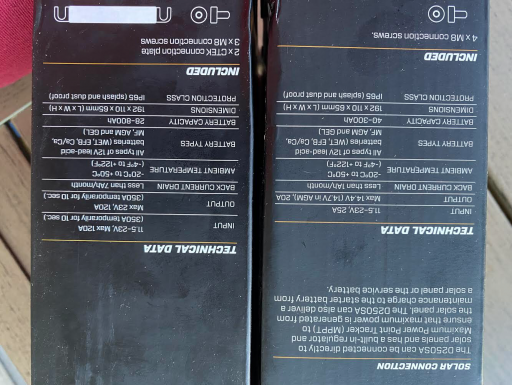 SOLAR CONNECTION
The D250SA can be connected directly to
a solar panel and has a built-in regulator and
Maximum Power Point Tracker (MPPT) to
ensure that maximum power is generated from
the solar panel. The D250SA can also deliver a
maintenance charge to the starter battery from
a solar panel or the service battery.
TECHNICAL DATA
INPUT 11.5–23V, 25A
OUTPUT Max 14.4V (14.7V in AGM), 20A
BACK CURRENT DRAIN Less than 1Ah/month
AMBIENT TEMPERATURE -20°C to +50°C
(-4°F to +122°F)
BATTERY TYPES All types of 12V lead-acid
batteries (WET, EFB, Ca/Ca,
MF, AGM and GEL)
BATTERY CAPACITY 40–300Ah
DIMENSIONS 192 x 110 x 65mm (L x W x H)
PROTECTION CLASS IP65 (splash and dust proof)
INCLUDED
4 x M8 connection screws.
TECHNICAL DATA
INPUT 11.5–23V, Max 120A
(350A temporarily for 10 sec.)
OUTPUT Max 23V, 120A
(350A temporarily for 10 sec.)
BACK CURRENT DRAIN Less than 7Ah/month
AMBIENT TEMPERATURE -20°C to +50°C
(-4°F to +122°F)
BATTERY TYPES All types of 12V lead-acid
batteries (WET, EFB, Ca/Ca,
MF, AGM and GEL)
BATTERY CAPACITY 28–800Ah
DIMENSIONS 192 x 110 x 65mm (L x W x H)
PROTECTION CLASS IP65 (splash and dust proof)
INCLUDED
2 x CTEK connection plate
3 x M8 connection screws.